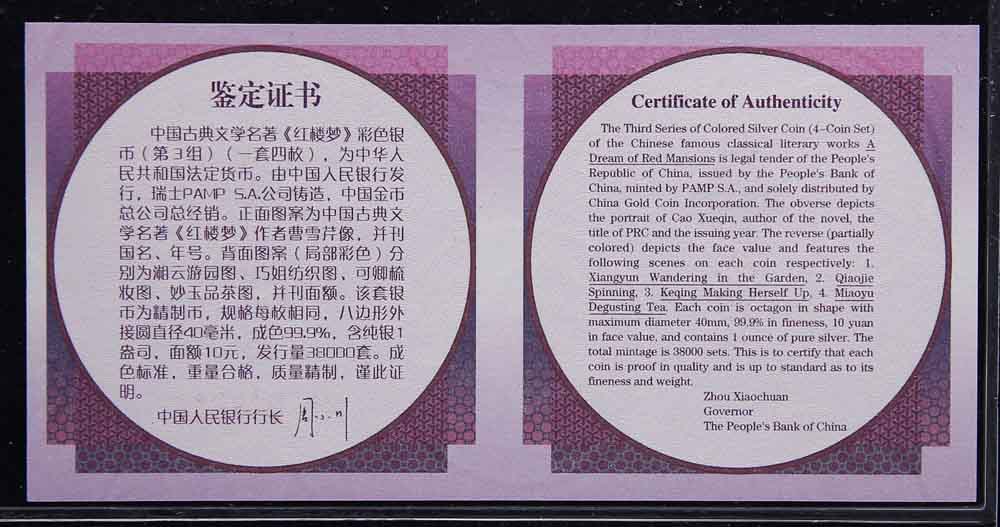 鉴定证书
中国古典文学名著《红楼梦》彩色银
币（第3组）（一套四枚），为中华人
民共和国法定货币。由中国人民银行发
行，瑞士PAMP S.A.公司铸造，中国金币
总公司总经销。正面图案为中国古典文
学名著《红楼梦》作者曹雪芹像，并刊
国名、年号。背面图案（局部彩色）分
别为湘云游园图、巧姐纺织图、可卿梳
妆图、妙玉品茶图，并刊面额。该套银
币为精制币，规格每枚相同，八边形外
接圆直径40毫米，成色99.9%，含纯银1
盎司，面额10元，发行量38000套。成
色标准，重量合格，质量精制，谨此证
明。
中国人民银行行长
Certificate of Authenticity
The Third Series of Colored Silver Coin (4-Coin Set)
of the Chinese famous classical literary works A
Dream of Red Mansions is legal tender of the People's
Republic of China, issued by the People's Bank of
China, minted by PAMP S.A., and solely distributed by
China Gold Coin Incorporation. The obverse depicts
the portrait of Cao Xueqin, author of the novel, the
title of PRC and the issuing year. The reverse (partially
colored) depicts the face value and features the
following scenes on each coin respectively: 1.
Xiangyun Wandering in the Garden, 2. Qiaojie
Spinning, 3. Keqing Making Herself Up, 4. Miaoyu
Degusting Tea. Each coin is octagon in shape with
maximum diameter 40mm, 99.9% in fineness, 10 yuan
in face value, and contains 1 ounce of pure silver. The
total mintage is 38000 sets. This is to certify that each
coin is proof in quality and is up to standard as to its
fineness and weight.
Zhou Xiaochuan
Governor
The People's Bank of China